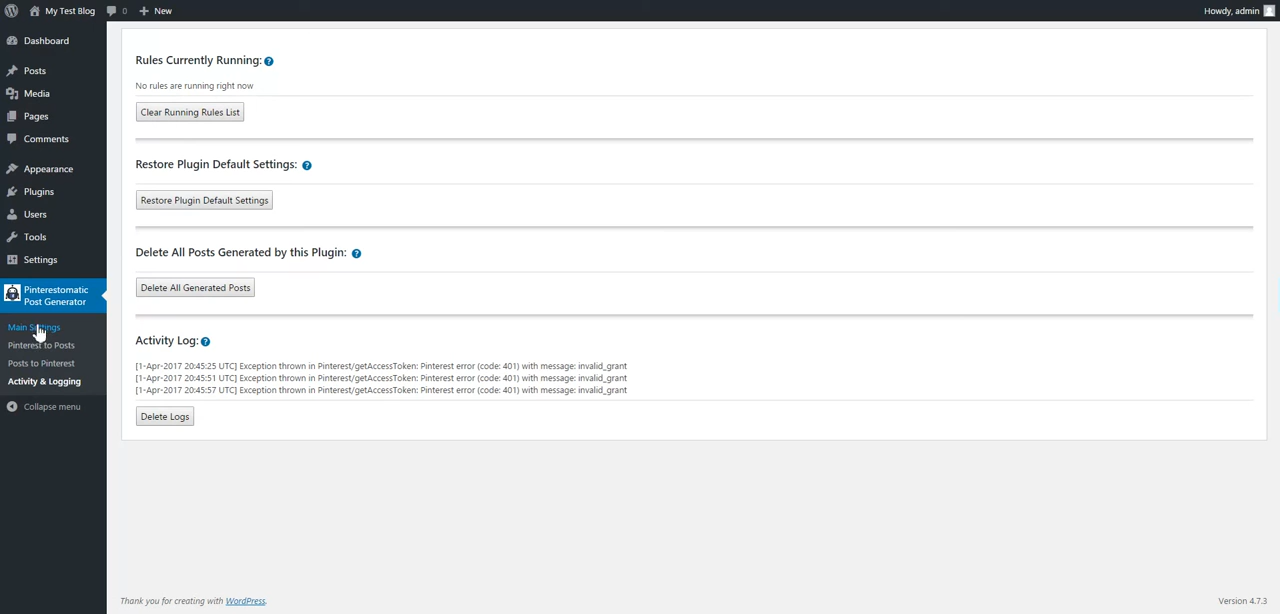 My Test Blog
0
New
Howdy, admin
Dashboard
Posts
Media
Pages
Comments
Appearance
Plugins
Users
Tools
Settings
Pinterestomatic
Post Generator
Main Settings
Pinterest to Posts
Posts to Pinterest
Activity & Logging
Collapse menu
Rules Currently Running:
No rules are running right now
Clear Running Rules List
Restore Plugin Default Settings:
Restore Plugin Default Settings
Delete All Posts Generated by this Plugin:
Delete All Generated Posts
Activity Log:
[1-Apr-2017 20:45:25 UTC] Exception thrown in Pinterest/getAccessToken: Pinterest error (code: 401) with message: invalid_grant
[1-Apr-2017 20:45:51 UTC] Exception thrown in Pinterest/getAccessToken: Pinterest error (code: 401) with message: invalid_grant
[1-Apr-2017 20:45:57 UTC] Exception thrown in Pinterest/getAccessToken: Pinterest error (code: 401) with message: invalid_grant
Delete Logs
Thank you for creating with WordPress.
Version 4.7.3